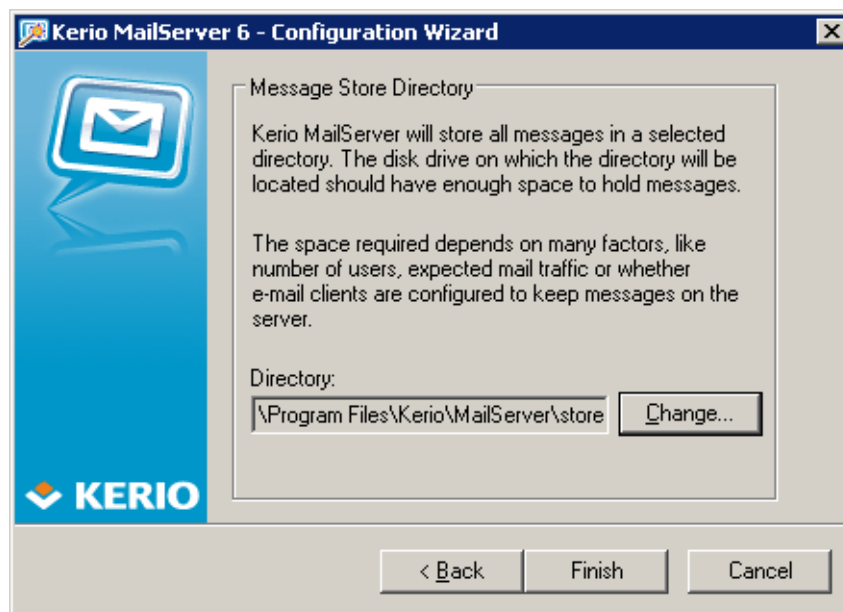 Kerio MailServer 6 - Configuration Wizard
Message Store Directory
Kerio MailServer will store all messages in a selected
directory. The disk drive on which the directory will be
located should have enough space to hold messages.
The space required depends on many factors, like
number of users, expected mail traffic or whether
e-mail clients are configured to keep messages on the
server.
Directory:
\Program Files\Kerio\MailServer\store
Change...
KERIO
< Back
Finish
Cancel